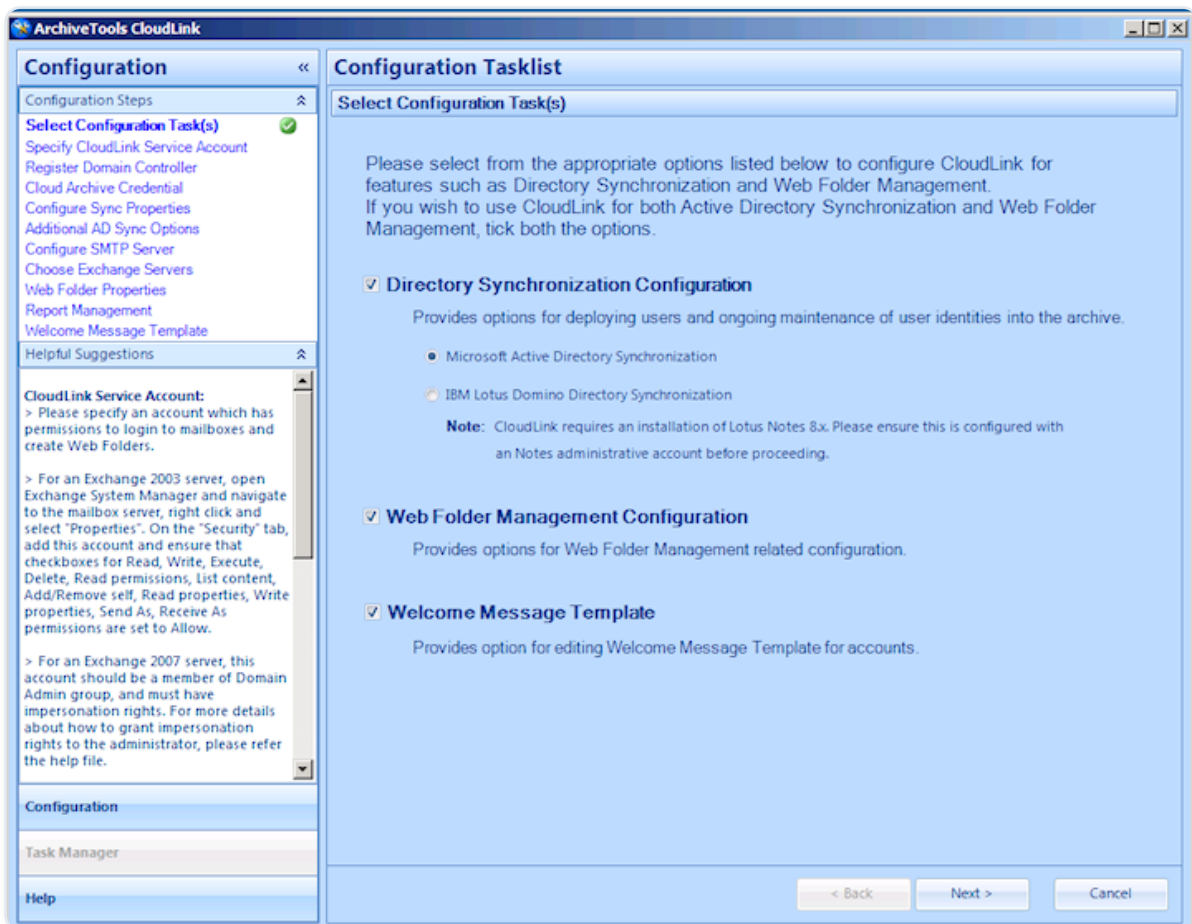 ArchiveTools CloudLink
Configuration «
Configuration Steps
Select Configuration Task(s)
Specify CloudLink Service Account
Register Domain Controller
Cloud Archive Credential
Configure Sync Properties
Additional AD Sync Options
Configure SMTP Server
Choose Exchange Servers
Web Folder Properties
Report Management
Welcome Message Template
Helpful Suggestions
CloudLink Service Account:
> Please specify an account which has
permissions to login to mailboxes and
create Web Folders.
> For an Exchange 2003 server, open
Exchange System Manager and navigate
to the mailbox server, right click and
select "Properties". On the "Security" tab,
add this account and ensure that
checkboxes for Read, Write, Execute,
Delete, Read permissions, List content,
Add/Remove self, Read properties, Write
properties, Send As, Receive As
permissions are set to Allow.
> For an Exchange 2007 server, this
account should be a member of Domain
Admin group, and must have
impersonation rights. For more details
about how to grant impersonation
rights to the administrator, please refer
the help file.
Configuration
Task Manager
Help
Configuration Tasklist
Select Configuration Task(s)
Please select from the appropriate options listed below to configure CloudLink for
features such as Directory Synchronization and Web Folder Management.
If you wish to use CloudLink for both Active Directory Synchronization and Web Folder
Management, tick both the options.
Directory Synchronization Configuration
Provides options for deploying users and ongoing maintenance of user identities into the archive.
Microsoft Active Directory Synchronization
IBM Lotus Domino Directory Synchronization
Note: CloudLink requires an installation of Lotus Notes 8.x. Please ensure this is configured with
an Notes administrative account before proceeding.
Web Folder Management Configuration
Provides options for Web Folder Management related configuration.
Welcome Message Template
Provides option for editing Welcome Message Template for accounts.
< Back Next > Cancel